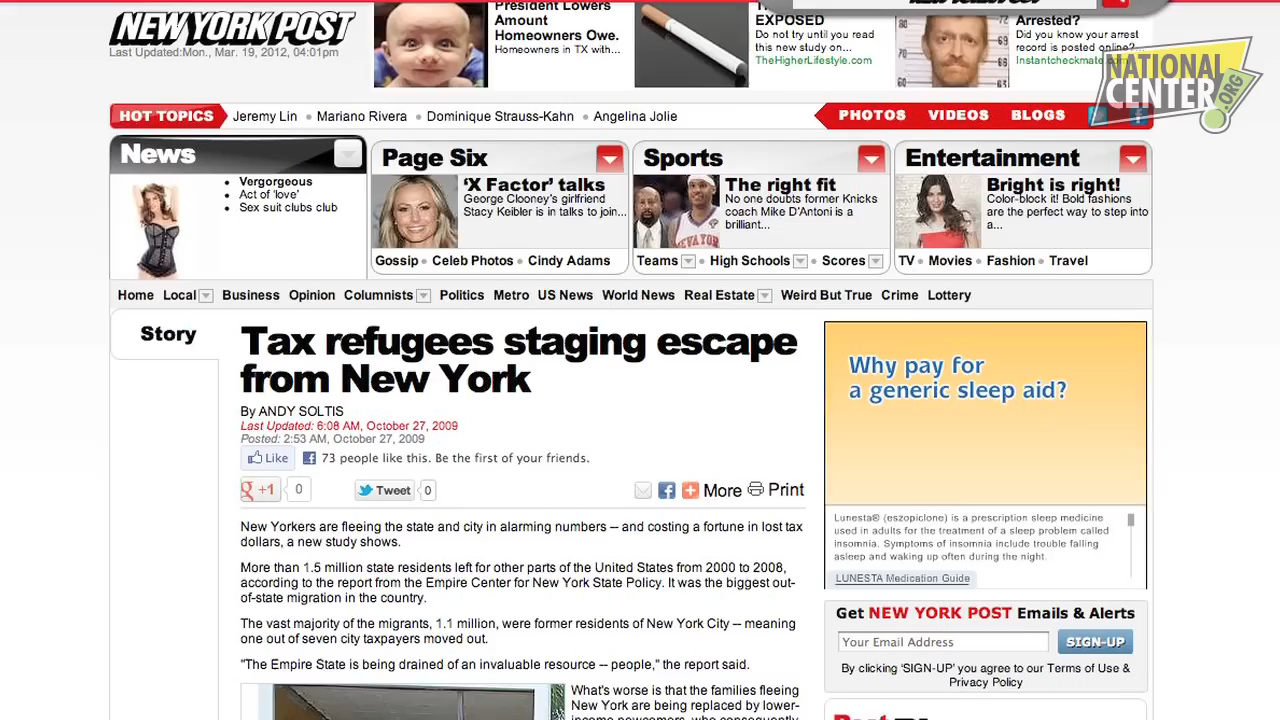 NEW YORK POST
Last Updated:Mon., Mar. 19, 2012, 04:01pm
President Lowers
Amount
Homeowners Owe.
Homeowners in TX with...
EXPOSED
Do not try until you read
this new study on...
TheHigherLifestyle.com
Arrested?
Did you know your arrest
record is posted online?...
Instantcheckmate.com
NATIONAL
CENTER
.ORG
HOT TOPICS
Jeremy Lin • Mariano Rivera • Dominique Strauss-Kahn • Angelina Jolie
PHOTOS VIDEOS BLOGS
News
Vergorgeous
Act of 'love'
Sex suit clubs club
Page Six
'X Factor' talks
George Clooney's girlfriend
Stacy Keibler is in talks to join...
Gossip • Celeb Photos • Cindy Adams
Sports
The right fit
No one doubts former Knicks
coach Mike D'Antoni is a
brilliant...
Teams High Schools Scores
Entertainment
Bright is right!
Color-block it! Bold fashions
are the perfect way to step into
a...
TV • Movies • Fashion • Travel
Home Local Business Opinion Columnists Politics Metro US News World News Real Estate Weird But True Crime Lottery
Story
Tax refugees staging escape
from New York
By ANDY SOLTIS
Last Updated: 6:08 AM, October 27, 2009
Posted: 2:53 AM, October 27, 2009
Like 73 people like this. Be the first of your friends.
+1 0 Tweet 0 More Print
New Yorkers are fleeing the state and city in alarming numbers -- and costing a fortune in lost tax
dollars, a new study shows.
More than 1.5 million state residents left for other parts of the United States from 2000 to 2008,
according to the report from the Empire Center for New York State Policy. It was the biggest out-
of-state migration in the country.
The vast majority of the migrants, 1.1 million, were former residents of New York City -- meaning
one out of seven city taxpayers moved out.
"The Empire State is being drained of an invaluable resource -- people," the report said.
What's worse is that the families fleeing
New York are being replaced by lower-
income newcomers, who consequently
Why pay for
a generic sleep aid?
Lunesta® (eszopiclone) is a prescription sleep medicine
used in adults for the treatment of a sleep problem called
insomnia. Symptoms of insomnia include trouble falling
asleep and waking up often during the night.
LUNESTA Medication Guide
Get NEW YORK POST Emails & Alerts
Your Email Address SIGN-UP
By clicking 'SIGN-UP' you agree to our Terms of Use &
Privacy Policy